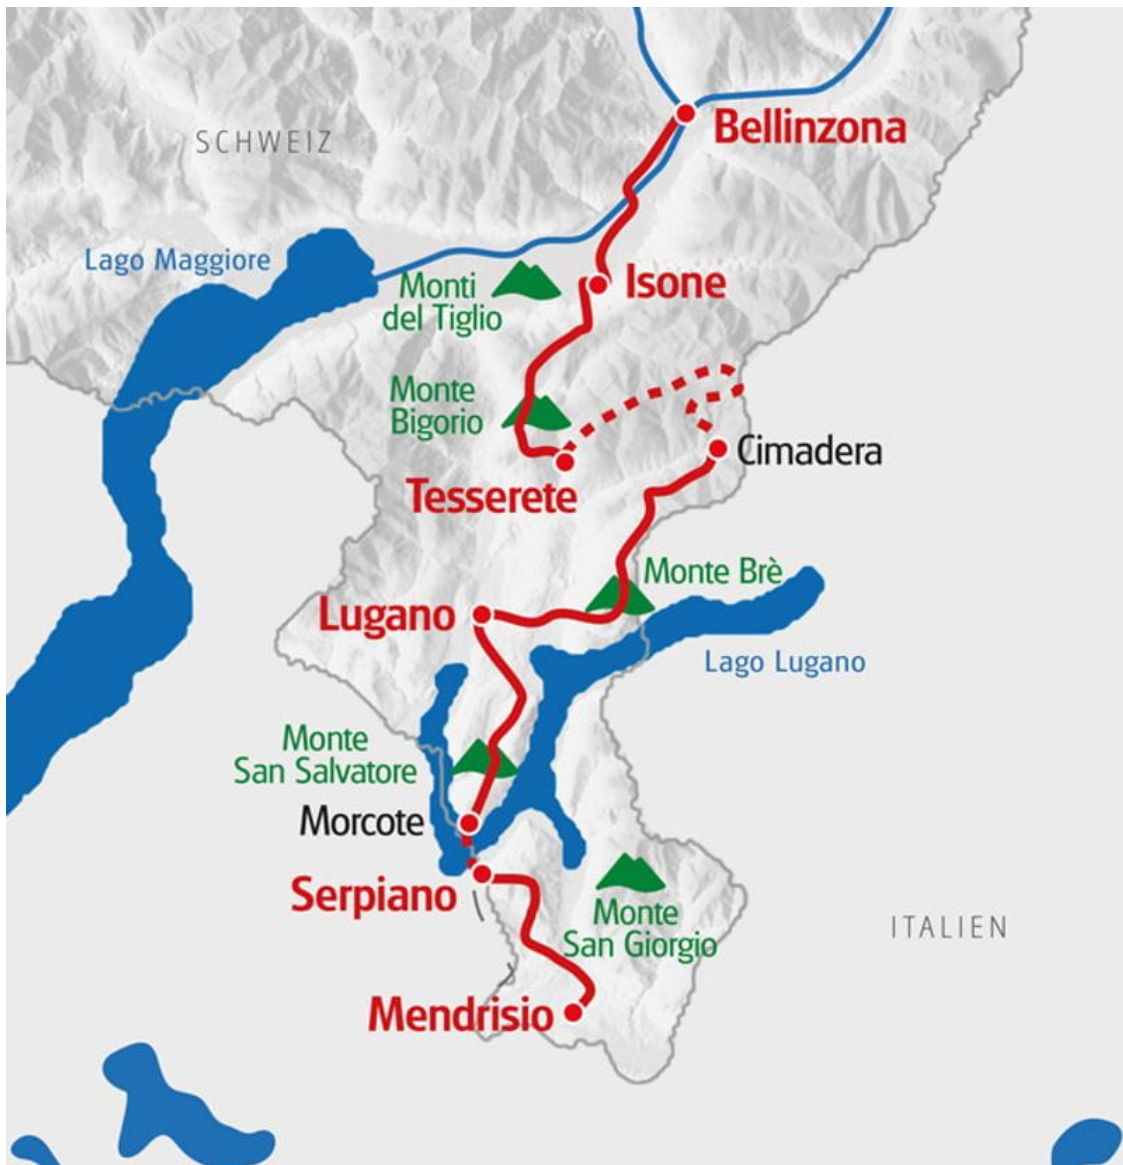 Bellinzona
SCHWEIZ
Lago Maggiore
Monti
del Tiglio
Isone
Monte
Bigorio
Cimadera
Tesserete
Monte Brè
Lugano
Lago Lugano
Monte
San Salvatore
Morcote
Serpiano
Monte
San Giorgio
ITALIEN
Mendrisio